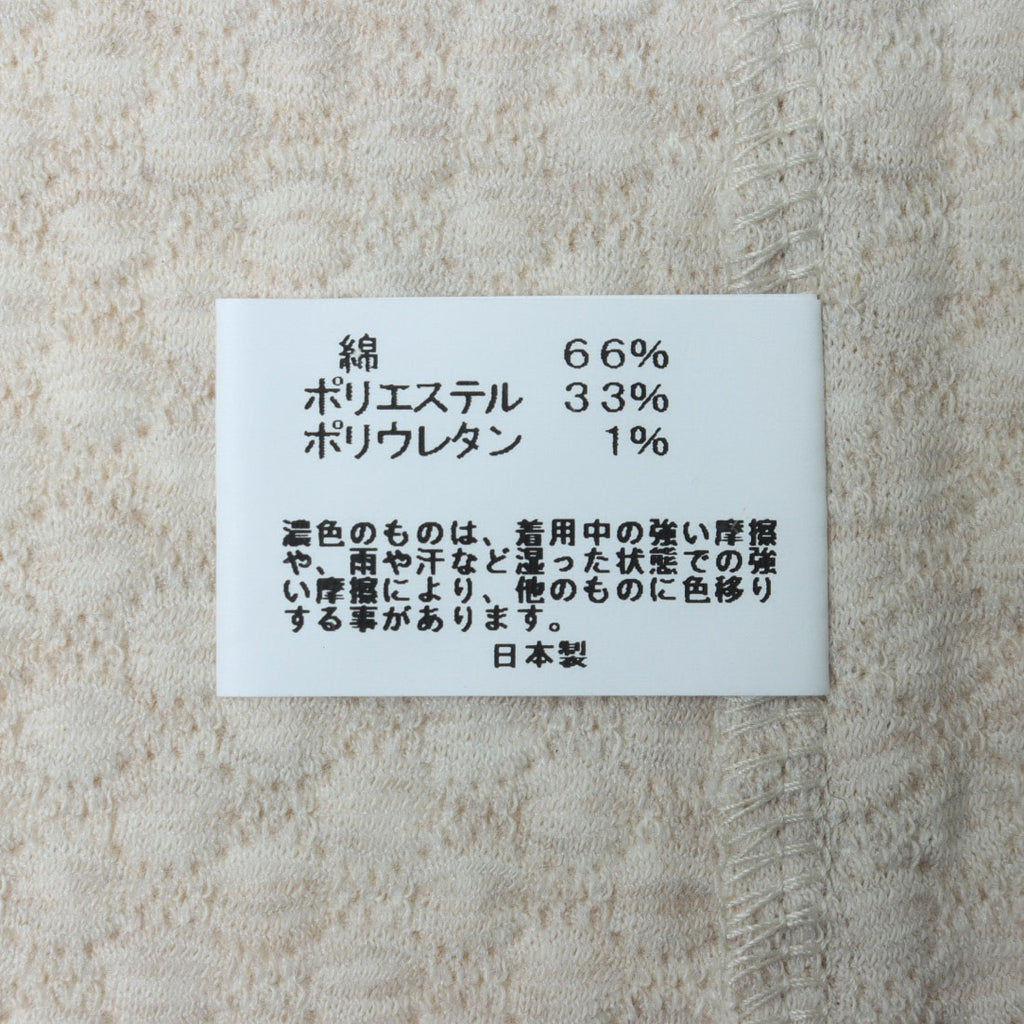 綿 66%
ポリエステル 33%
ポリウレタン 1%
濃色のものは、着用中の強い摩擦
や、雨や汗など湿った状態での強
い摩擦により、他のものに色移り
する事があります。
日本製